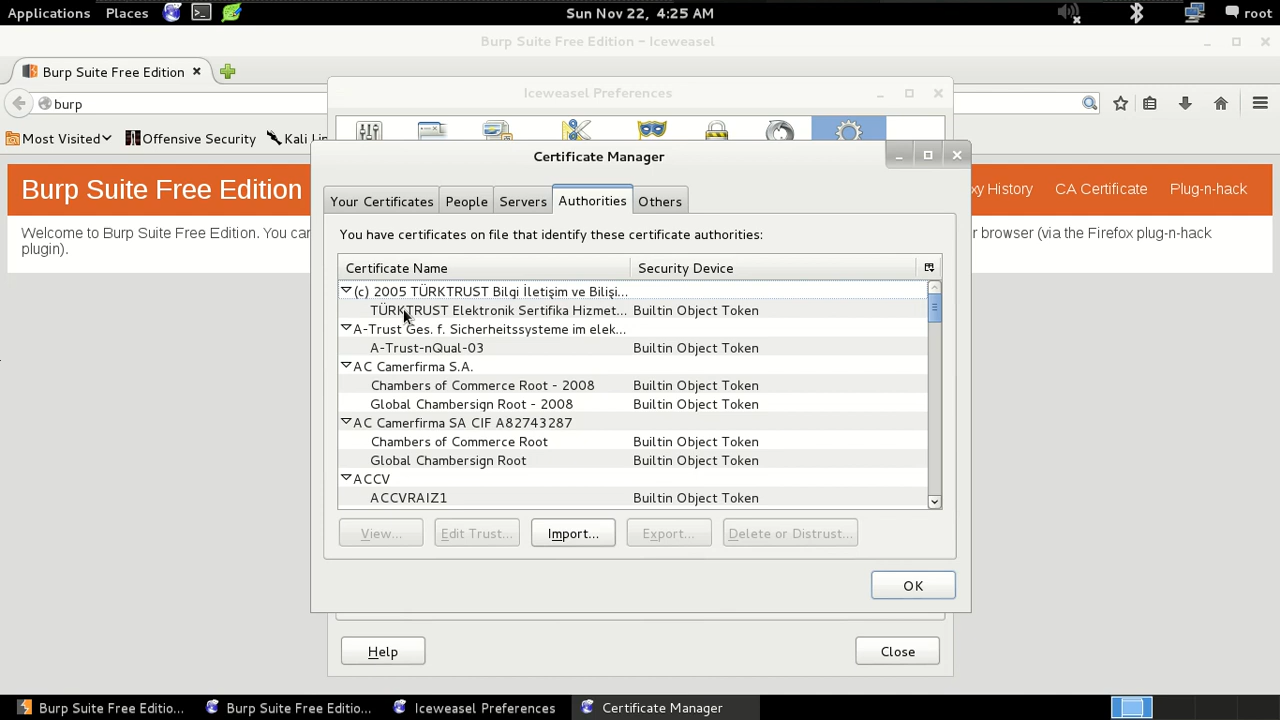 Applications Places Sun Nov 22, 4:25 AM root
Burp Suite Free Edition - Iceweasel
Burp Suite Free Edition
burp
Iceweasel Preferences
Most Visited Offensive Security Kali
Certificate Manager
Burp Suite Free Edition
History CA Certificate Plug-n-hack
Your Certificates People Servers Authorities Others
Welcome to Burp Suite Free Edition. You can
browser (via the Firefox plug-n-hack
plugin).
You have certificates on file that identify these certificate authorities:
Certificate Name Security Device
(c) 2005 TÜRKTRUST Bilgi İletişim ve Bilişi...
TÜRKTRUST Elektronik Sertifika Hizmet... Builtin Object Token
A-Trust Ges. f. Sicherheitssysteme im elek...
A-Trust-nQual-03 Builtin Object Token
AC Camerfirma S.A.
Chambers of Commerce Root - 2008 Builtin Object Token
Global Chambersign Root - 2008 Builtin Object Token
AC Camerfirma SA CIF A82743287
Chambers of Commerce Root Builtin Object Token
Global Chambersign Root Builtin Object Token
ACCV
ACCVRAIZ1 Builtin Object Token
View... Edit Trust... Import... Export... Delete or Distrust...
OK
Help Close
Burp Suite Free Editio... Burp Suite Free Editio... Iceweasel Preferences Certificate Manager